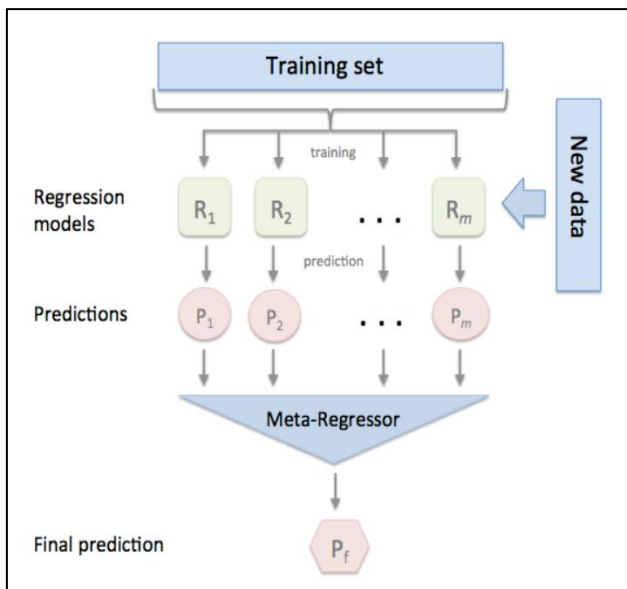 Training set
training
New data
Regression
models
R1 R2 ... Rm
prediction
Predictions
P1 P2 ... Pm
Meta-Regressor
Final prediction
Pf